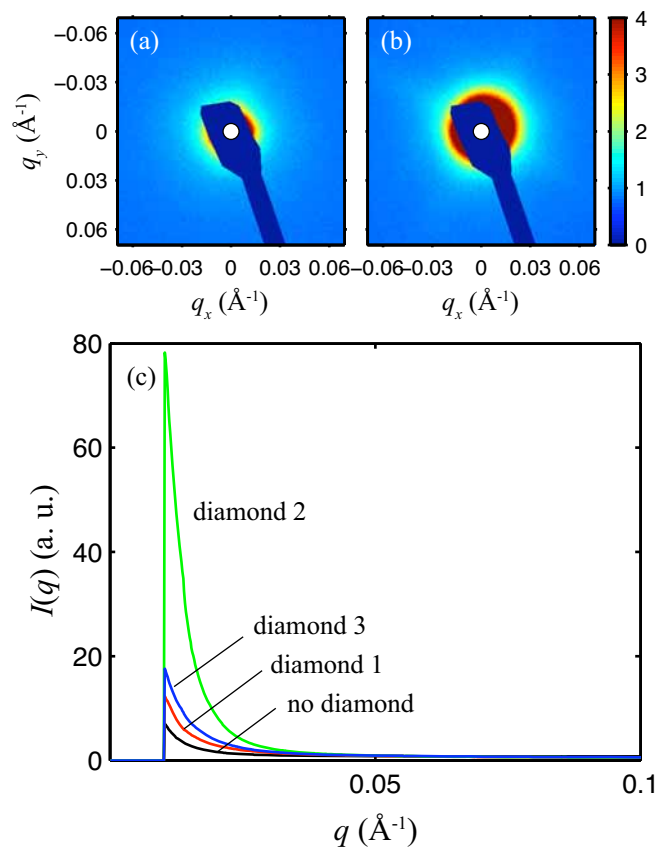 (a)
(b)
−0.06
−0.03
0
0.03
0.06
q_y (Å⁻¹)
−0.06 −0.03 0 0.03 0.06
q_x (Å⁻¹)
−0.06 −0.03 0 0.03 0.06
q_x (Å⁻¹)
4
3
2
1
0
(c)
80
60
40
20
0
I(q) (a. u.)
diamond 2
diamond 3
diamond 1
no diamond
0.05
0.1
q (Å⁻¹)